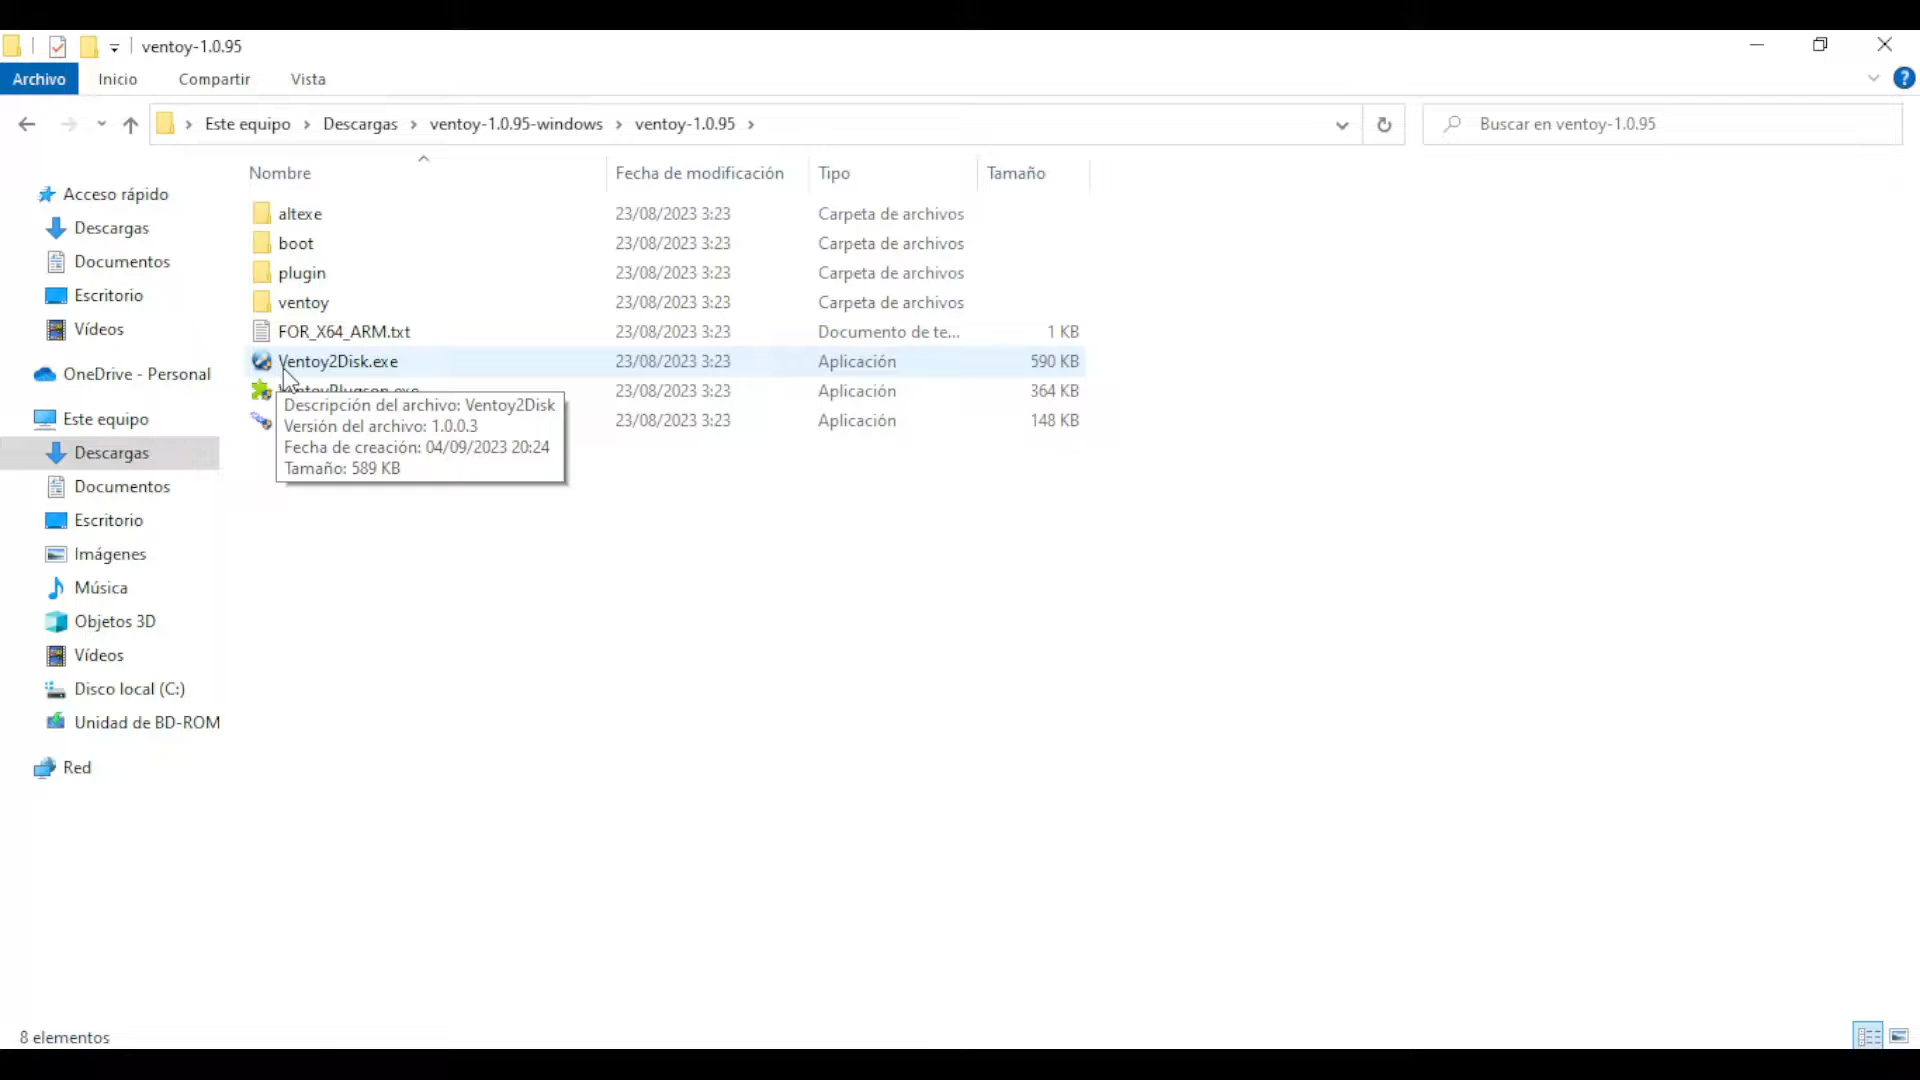 ventoy-1.0.95
Archivo Inicio Compartir Vista
Este equipo Descargas ventoy-1.0.95-windows ventoy-1.0.95
Buscar en ventoy-1.0.95
Nombre Fecha de modificación Tipo Tamaño
altexe 23/08/2023 3:23 Carpeta de archivos
boot 23/08/2023 3:23 Carpeta de archivos
plugin 23/08/2023 3:23 Carpeta de archivos
ventoy 23/08/2023 3:23 Carpeta de archivos
FOR_X64_ARM.txt 23/08/2023 3:23 Documento de te... 1 KB
Ventoy2Disk.exe 23/08/2023 3:23 Aplicación 590 KB
VentoyPlugson.exe 23/08/2023 3:23 Aplicación 364 KB
23/08/2023 3:23 Aplicación 148 KB
Descripción del archivo: Ventoy2Disk
Versión del archivo: 1.0.0.3
Fecha de creación: 04/09/2023 20:24
Tamaño: 589 KB
Acceso rápido
Descargas
Documentos
Escritorio
Vídeos
OneDrive - Personal
Este equipo
Descargas
Documentos
Escritorio
Imágenes
Música
Objetos 3D
Vídeos
Disco local (C:)
Unidad de BD-ROM
Red
8 elementos